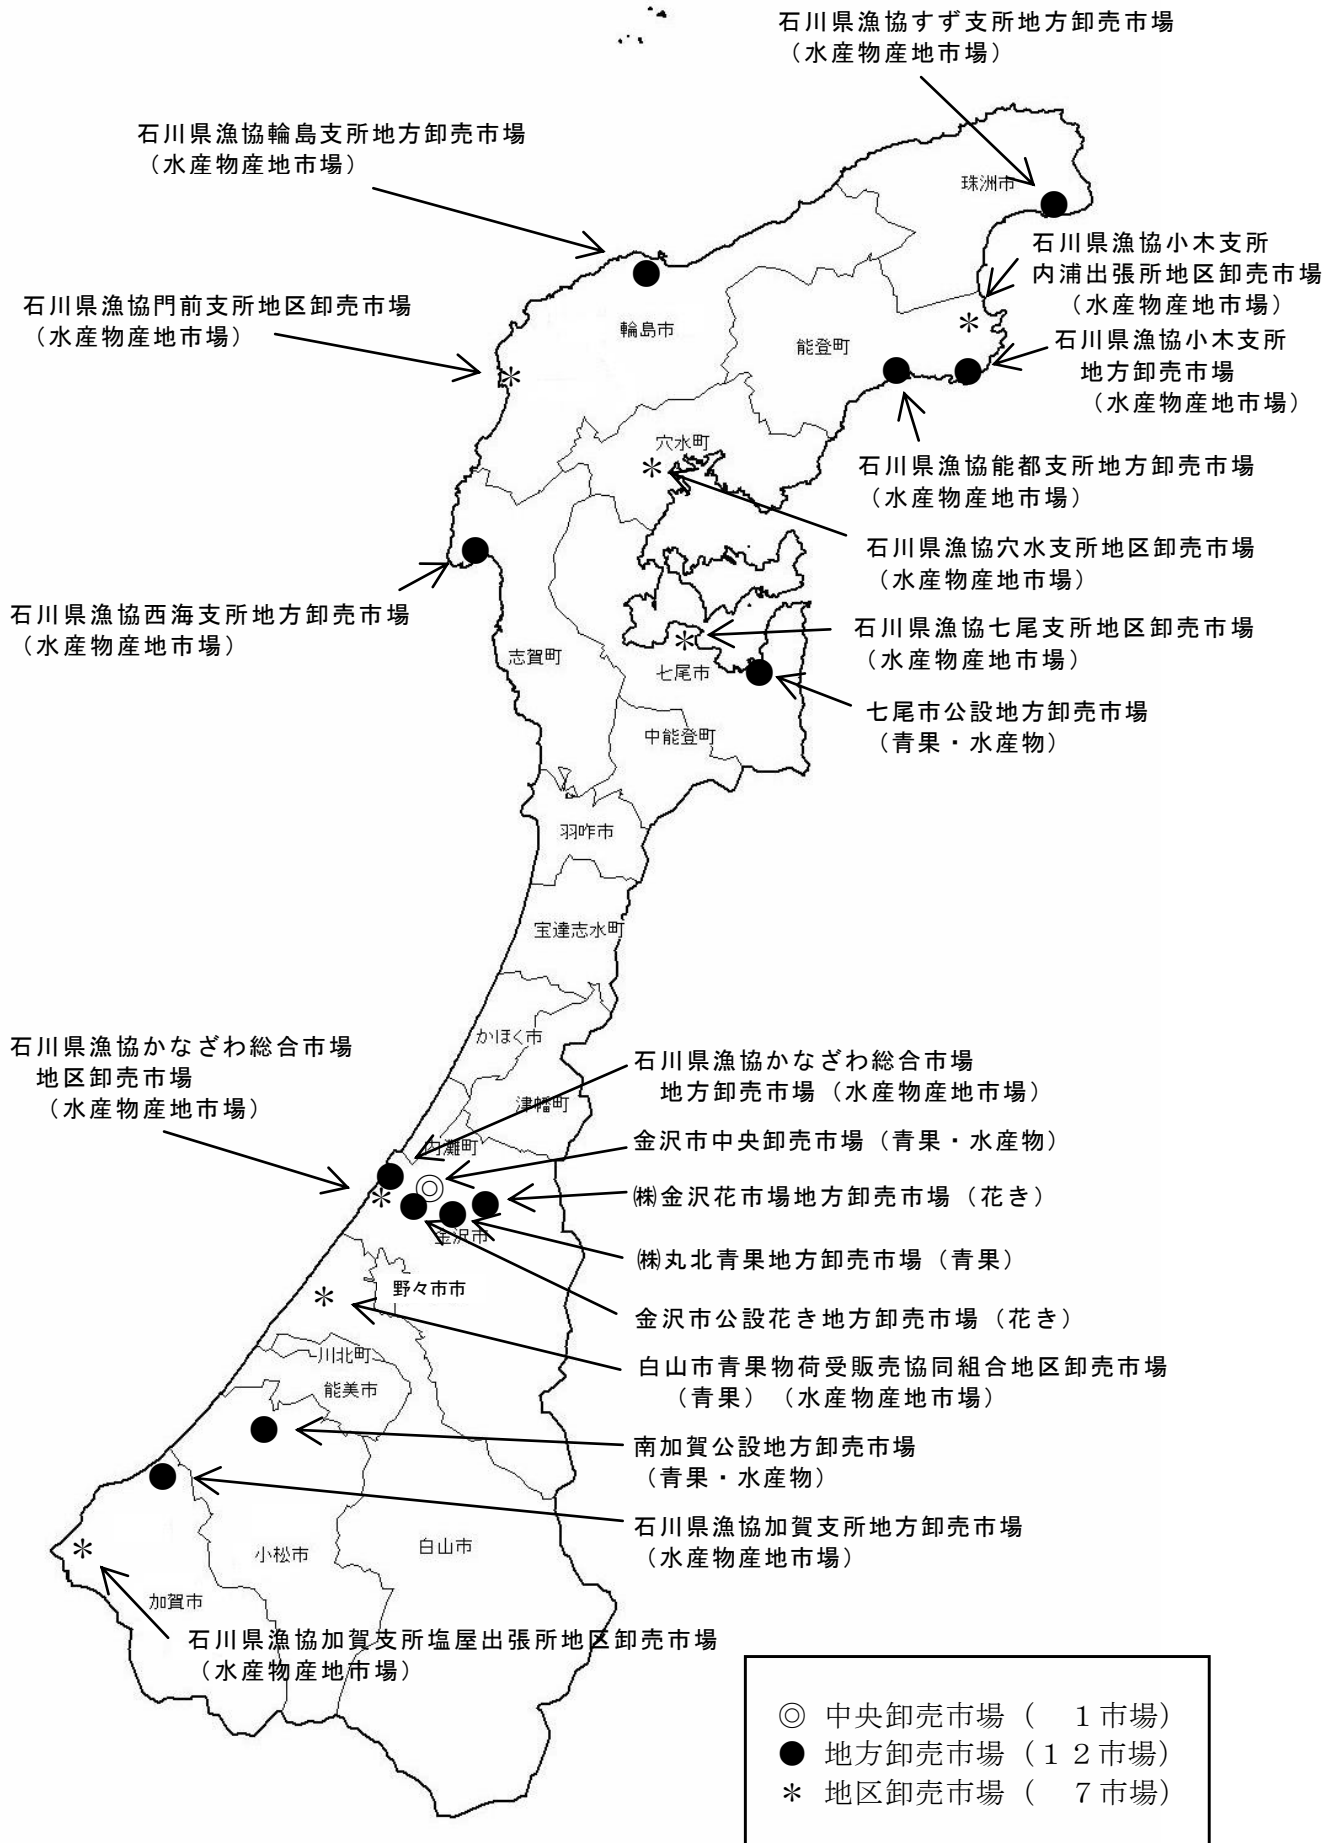 石川県漁協すず支所地方卸売市場
（水産物産地市場）
石川県漁協輪島支所地方卸売市場
（水産物産地市場）
珠洲市
石川県漁協小木支所
内浦出張所地区卸売市場
（水産物産地市場）
石川県漁協門前支所地区卸売市場
（水産物産地市場）
輪島市
能登町
石川県漁協小木支所
地方卸売市場
（水産物産地市場）
穴水町
石川県漁協能都支所地方卸売市場
（水産物産地市場）
石川県漁協穴水支所地区卸売市場
（水産物産地市場）
石川県漁協西海支所地方卸売市場
（水産物産地市場）
石川県漁協七尾支所地区卸売市場
（水産物産地市場）
志賀町
七尾市
七尾市公設地方卸売市場
（青果・水産物）
中能登町
羽咋市
宝達志水町
かほく市
石川県漁協かなざわ総合市場
地区卸売市場
（水産物産地市場）
石川県漁協かなざわ総合市場
地方卸売市場（水産物産地市場）
津幡町
内灘町
金沢市中央卸売市場（青果・水産物）
㈱金沢花市場地方卸売市場（花き）
金沢市
㈱丸北青果地方卸売市場（青果）
野々市市
金沢市公設花き地方卸売市場（花き）
川北町
白山市青果物荷受販売協同組合地区卸売市場
（青果）（水産物産地市場）
能美市
南加賀公設地方卸売市場
（青果・水産物）
石川県漁協加賀支所地方卸売市場
（水産物産地市場）
小松市
白山市
加賀市
石川県漁協加賀支所塩屋出張所地区卸売市場
（水産物産地市場）
◎ 中央卸売市場（　１市場）
● 地方卸売市場（１２市場）
＊ 地区卸売市場（　７市場）